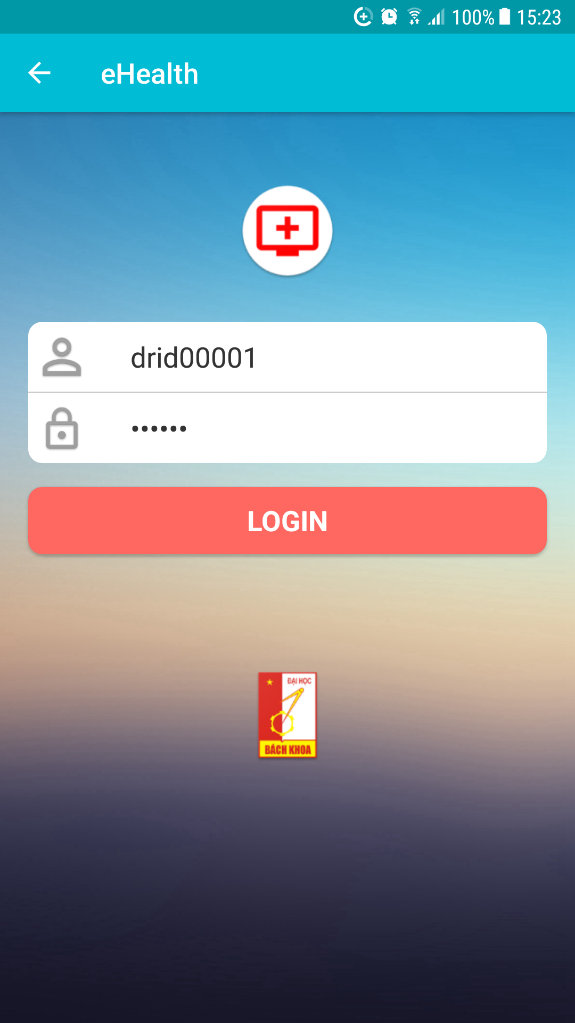 100% 15:23
eHealth
drid00001
••••••
LOGIN
ĐẠI HỌC
BÁCH KHOA